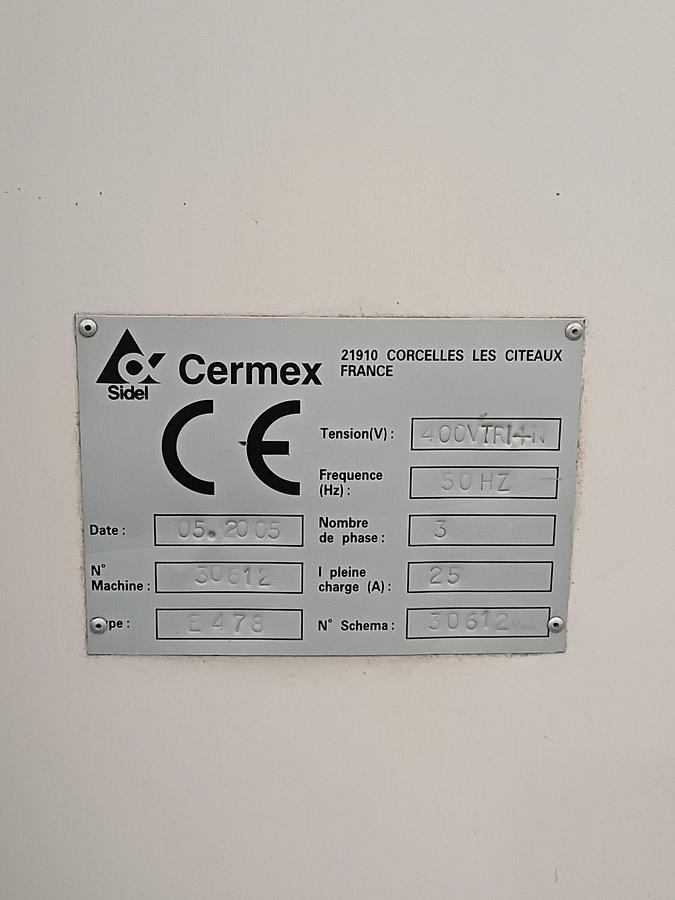 Sidel
Cermex
21910 CORCELLES LES CITEAUX
FRANCE
CE
Tension(V): 400VTRI+N
Frequence
(Hz): 50 HZ
Date: 05.2005
Nombre
de phase: 3
N°
Machine: 30612
I pleine
charge (A): 25
E478
N° Schema: 30612